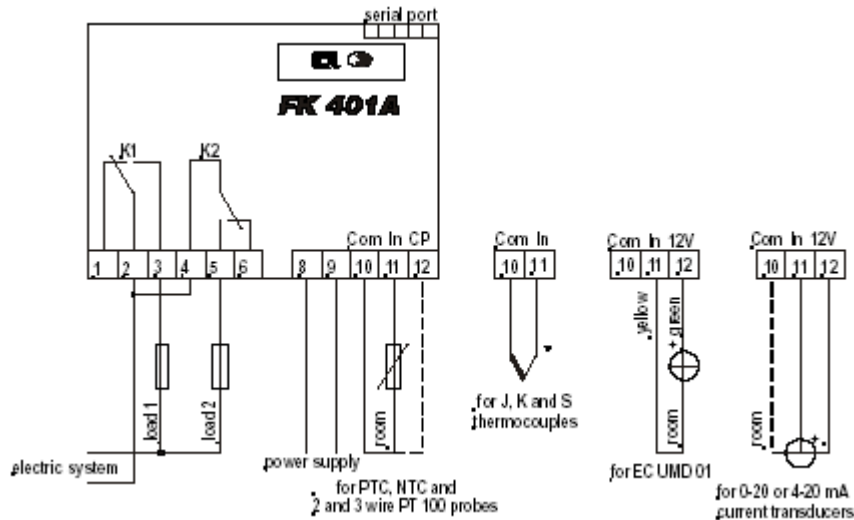 serial port
FK 401A
K1
K2
Com In CP
1 2 3 4 5 6
8 9 10 11 12
Com In
10 11
Com In 12V
10 11 12
Com In 12V
10 11 12
yellow
green
+
room
load 1
load 2
room
room
+
electric system
power supply
for PTC, NTC and
2 and 3 wire PT 100 probes
for J, K and S
thermocouples
for EC UMD 01
for 0-20 or 4-20 mA
current transducers